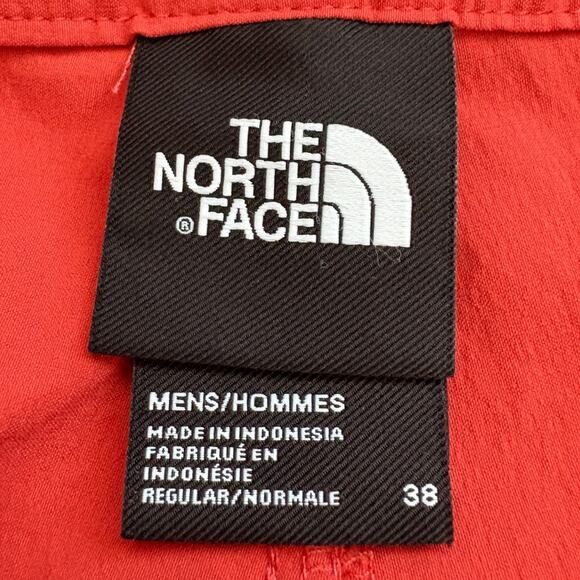 THE
NORTH
® FACE
MENS/HOMMES
MADE IN INDONESIA
FABRIQUÉ EN
INDONÉSIE
REGULAR/NORMALE 38